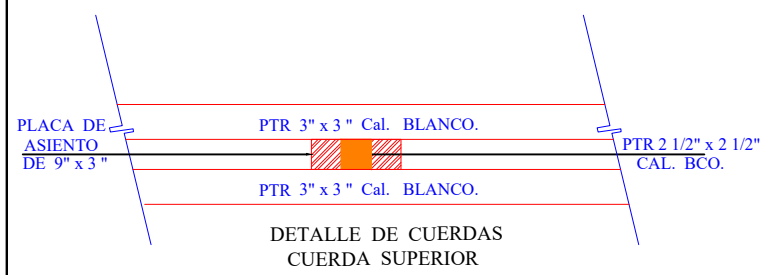 PTR 3" x 3 " Cal. BLANCO.
PLACA DE
ASIENTO
DE 9" x 3 "
PTR 2 1/2" x 2 1/2"
CAL. BCO.
PTR 3" x 3 " Cal. BLANCO.
DETALLE DE CUERDAS
CUERDA SUPERIOR